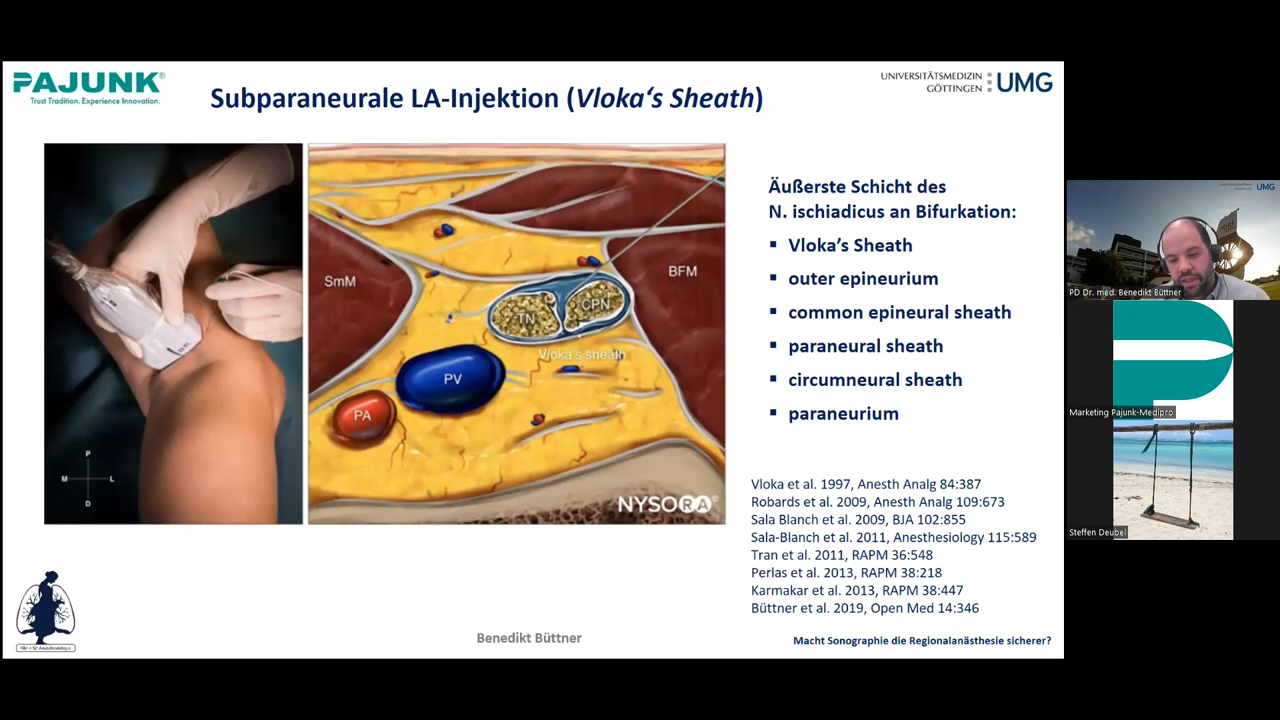 PAJUNK®
Trust Tradition. Experience Innovation.
Subparaneurale LA-Injektion (Vloka‘s Sheath)
UNIVERSITÄTSMEDIZIN
GÖTTINGEN
UMG
P
M
L
D
SmM
BFM
TN
CPN
Vloka's sheath
PV
PA
NYSORA®
Äußerste Schicht des
N. ischiadicus an Bifurkation:
▪ Vloka’s Sheath
▪ outer epineurium
▪ common epineural sheath
▪ paraneural sheath
▪ circumneural sheath
▪ paraneurium
Vloka et al. 1997, Anesth Analg 84:387
Robards et al. 2009, Anesth Analg 109:673
Sala Blanch et al. 2009, BJA 102:855
Sala-Blanch et al. 2011, Anesthesiology 115:589
Tran et al. 2011, RAPM 36:548
Perlas et al. 2013, RAPM 38:218
Karmakar et al. 2013, RAPM 38:447
Büttner et al. 2019, Open Med 14:346
Benedikt Büttner
Macht Sonographie die Regionalanästhesie sicherer?
UMG
PD Dr. med. Benedikt Büttner
Marketing Pajunk-Medipro
Steffen Deubel